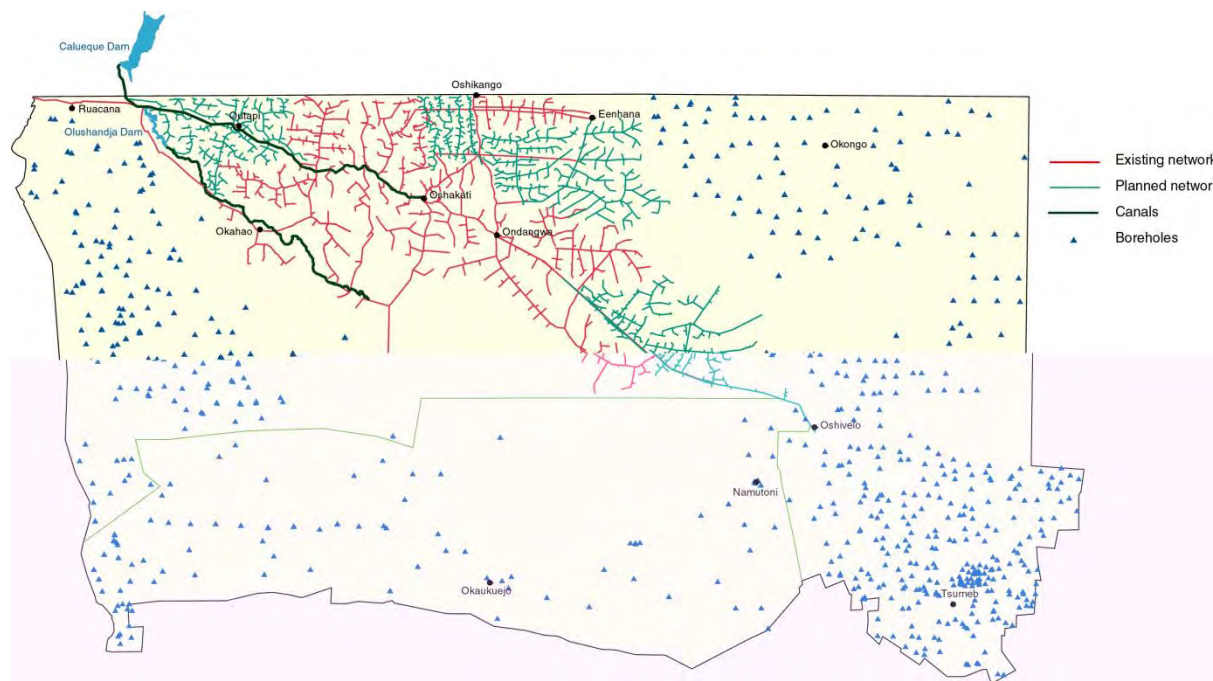 Calueque Dam
Oshikango
Ruacana
Outapi
Eenhana
Olushandja Dam
Okongo
Existing network
Planned network
Canals
Boreholes
Oshakati
Okahao
Ondangwa
Oshivelo
Namutoni
Okaukuejo
Tsumeb